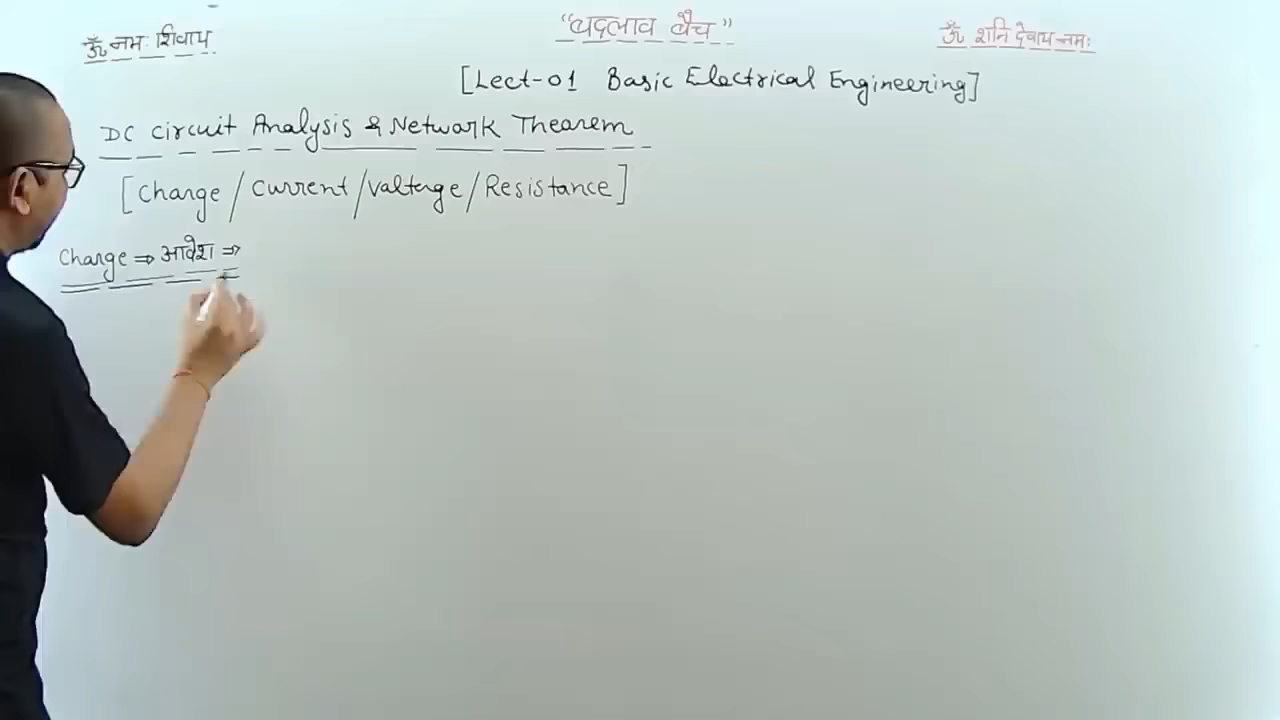 ॐ नमः शिवाय
"बदलाव बैच"
ॐ शनि देवाय नमः
[Lect-01 Basic Electrical Engineering]
DC Circuit Analysis & Network Theorem
[Charge / Current / Valtage / Resistance]
Charge ⇒ आवेश ⇒